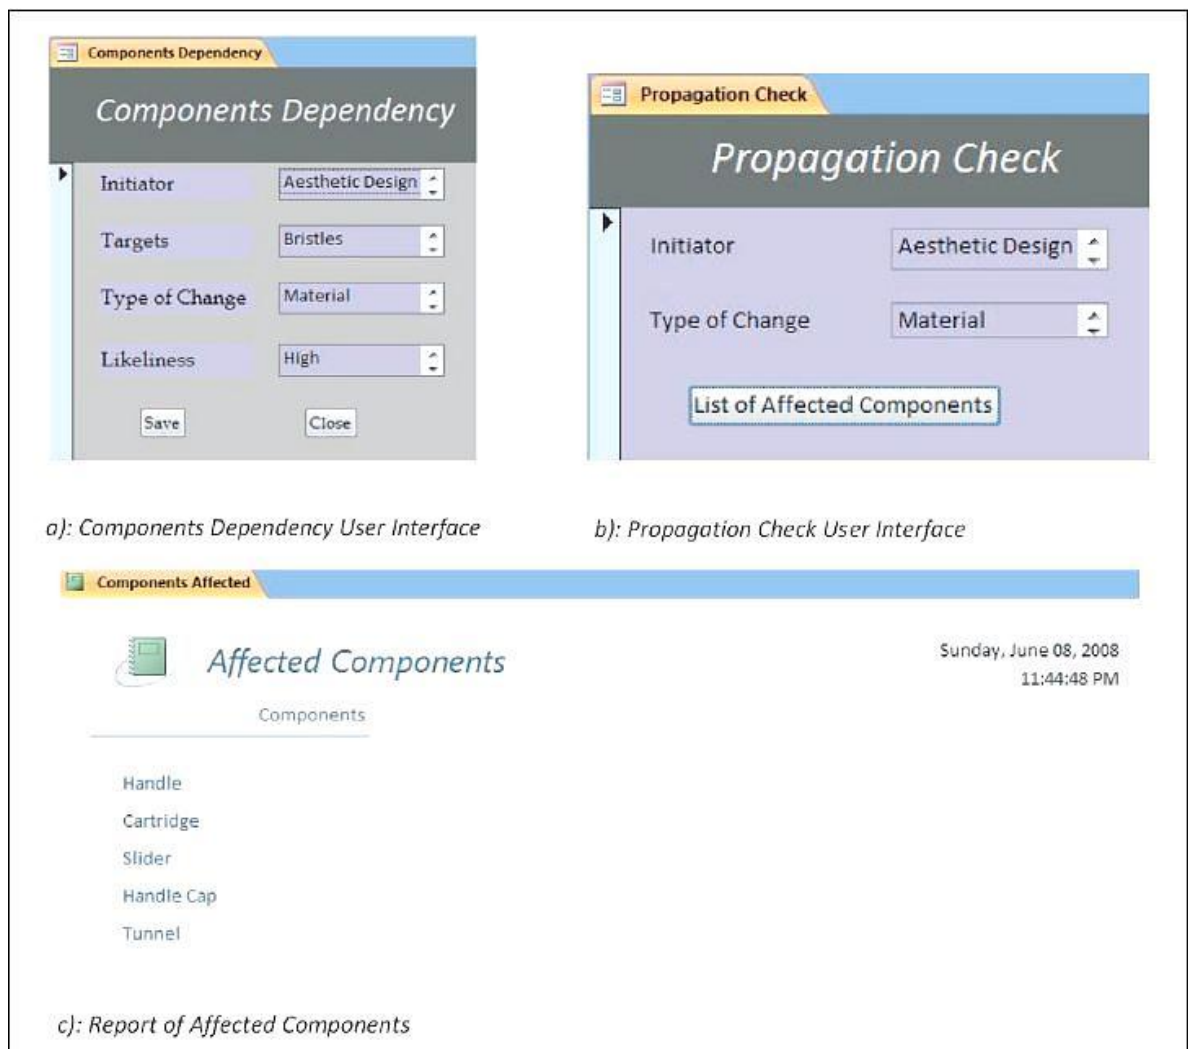 Components Dependency
Components Dependency
Initiator Aesthetic Design
Targets Bristles
Type of Change Material
Likeliness High
Save Close
a): Components Dependency User Interface
Propagation Check
Propagation Check
Initiator Aesthetic Design
Type of Change Material
List of Affected Components
b): Propagation Check User Interface
Components Affected
Affected Components
Sunday, June 08, 2008
11:44:48 PM
Components
Handle
Cartridge
Slider
Handle Cap
Tunnel
c): Report of Affected Components